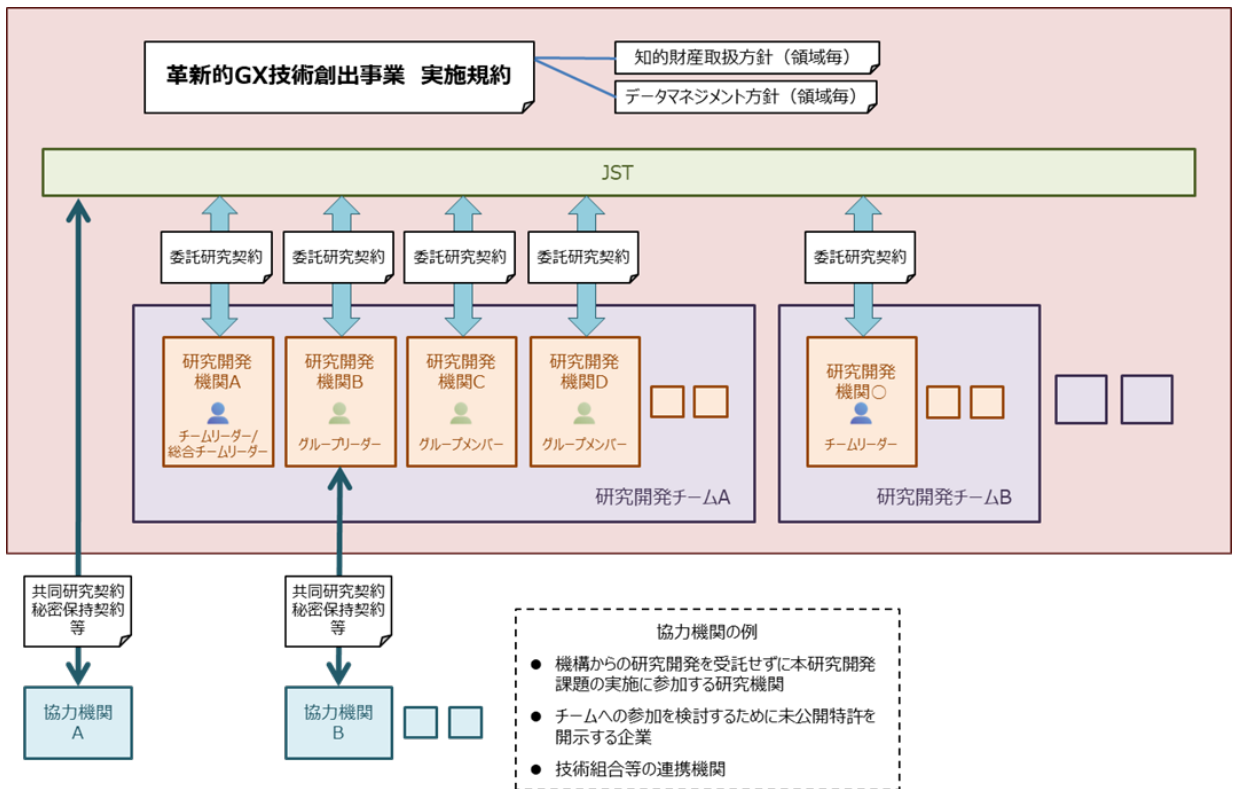 革新的GX技術創出事業　実施規約
知的財産取扱方針（領域毎）
データマネジメント方針（領域毎）
JST
委託研究契約
委託研究契約
委託研究契約
委託研究契約
委託研究契約
研究開発
機関A
チームリーダー/
総合チームリーダー
研究開発
機関B
グループリーダー
研究開発
機関C
グループメンバー
研究開発
機関D
グループメンバー
研究開発チームA
研究開発
機関〇
チームリーダー
研究開発チームB
共同研究契約
秘密保持契約
等
協力機関
A
共同研究契約
秘密保持契約
等
協力機関
B
協力機関の例
● 機構からの研究開発を受託せずに本研究開発
課題の実施に参加する研究機関
● チームへの参加を検討するために未公開特許を
開示する企業
● 技術組合等の連携機関